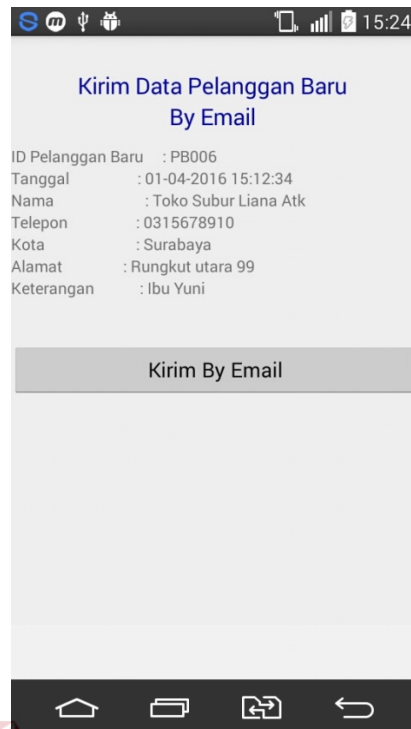 15:24
Kirim Data Pelanggan Baru
By Email
ID Pelanggan Baru : PB006
Tanggal : 01-04-2016 15:12:34
Nama : Toko Subur Liana Atk
Telepon : 0315678910
Kota : Surabaya
Alamat : Rungkut utara 99
Keterangan : Ibu Yuni
Kirim By Email